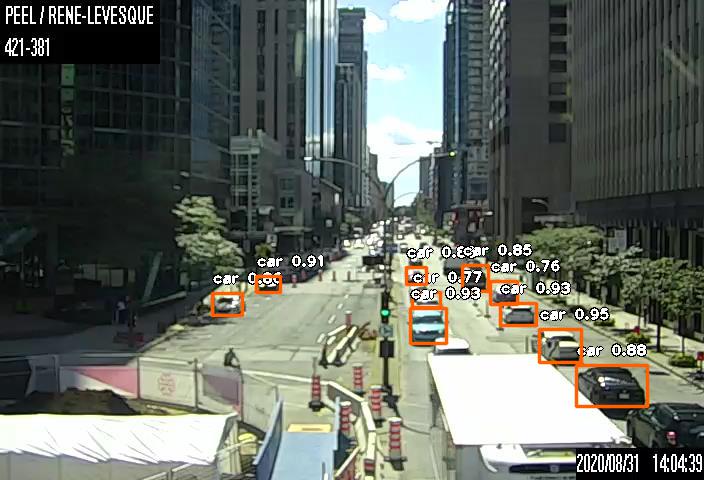 PEEL / RENE-LEVESQUE
421-381
car 0.85
car 0.91
car 0.76
car 0.77
car 0.93
car 0.93
car 0.95
car 0.88
2020/08/31 14:04:39